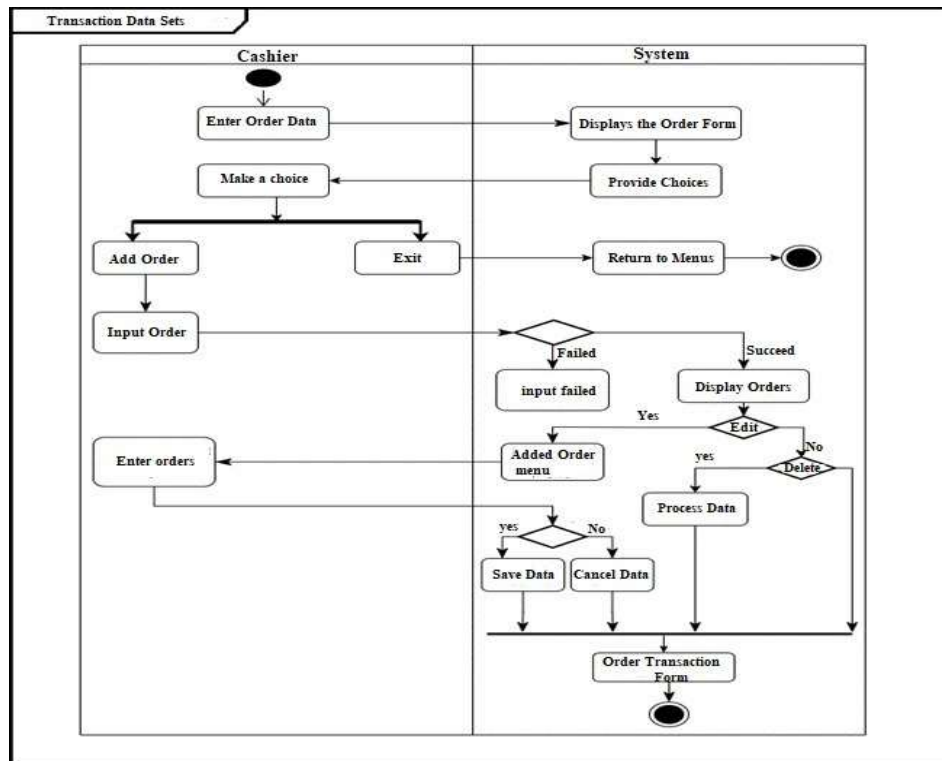 Transaction Data Sets
Cashier
System
Enter Order Data
Displays the Order Form
Make a choice
Provide Choices
Add Order
Exit
Return to Menus
Input Order
Failed
Succeed
input failed
Display Orders
Yes
Edit
No
Enter orders
Added Order
menu
yes
Delete
Process Data
yes
No
Save Data
Cancel Data
Order Transaction
Form